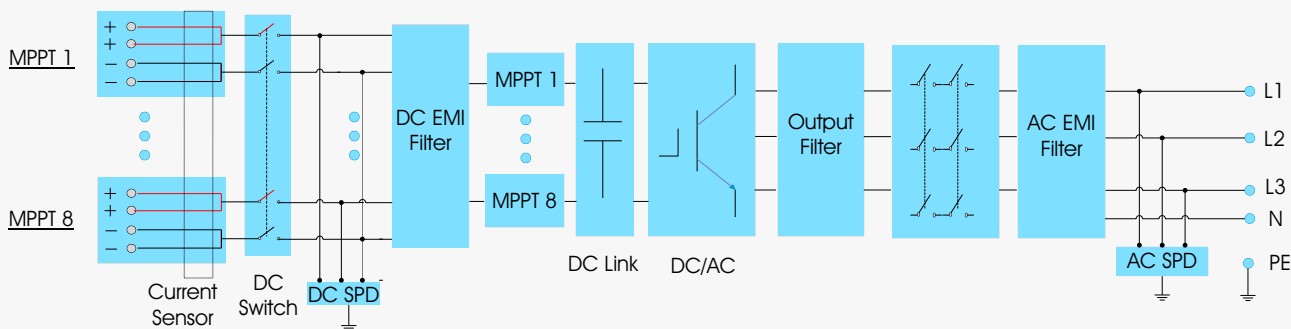 MPPT 1
+
+
−
−
MPPT 8
+
+
−
−
Current
Sensor
DC
Switch
DC SPD
DC EMI
Filter
MPPT 1
MPPT 8
DC Link
DC/AC
Output
Filter
AC EMI
Filter
L1
L2
L3
N
AC SPD
PE